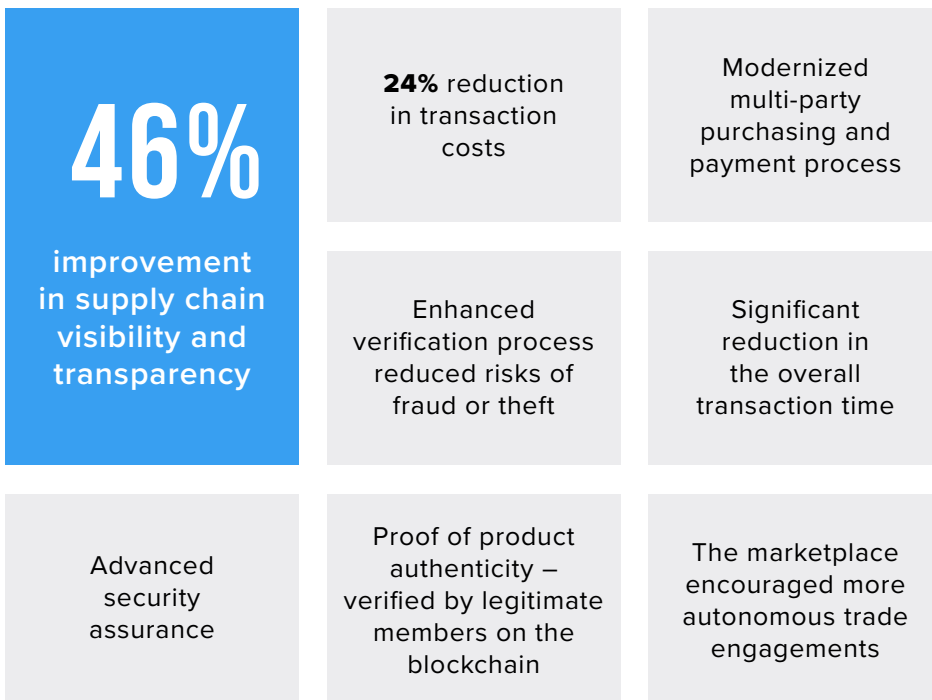 46%
improvement
in supply chain
visibility and
transparency
24% reduction
in transaction
costs
Modernized
multi-party
purchasing and
payment process
Enhanced
verification process
reduced risks of
fraud or theft
Significant
reduction in
the overall
transaction time
Advanced
security
assurance
Proof of product
authenticity –
verified by legitimate
members on the
blockchain
The marketplace
encouraged more
autonomous trade
engagements